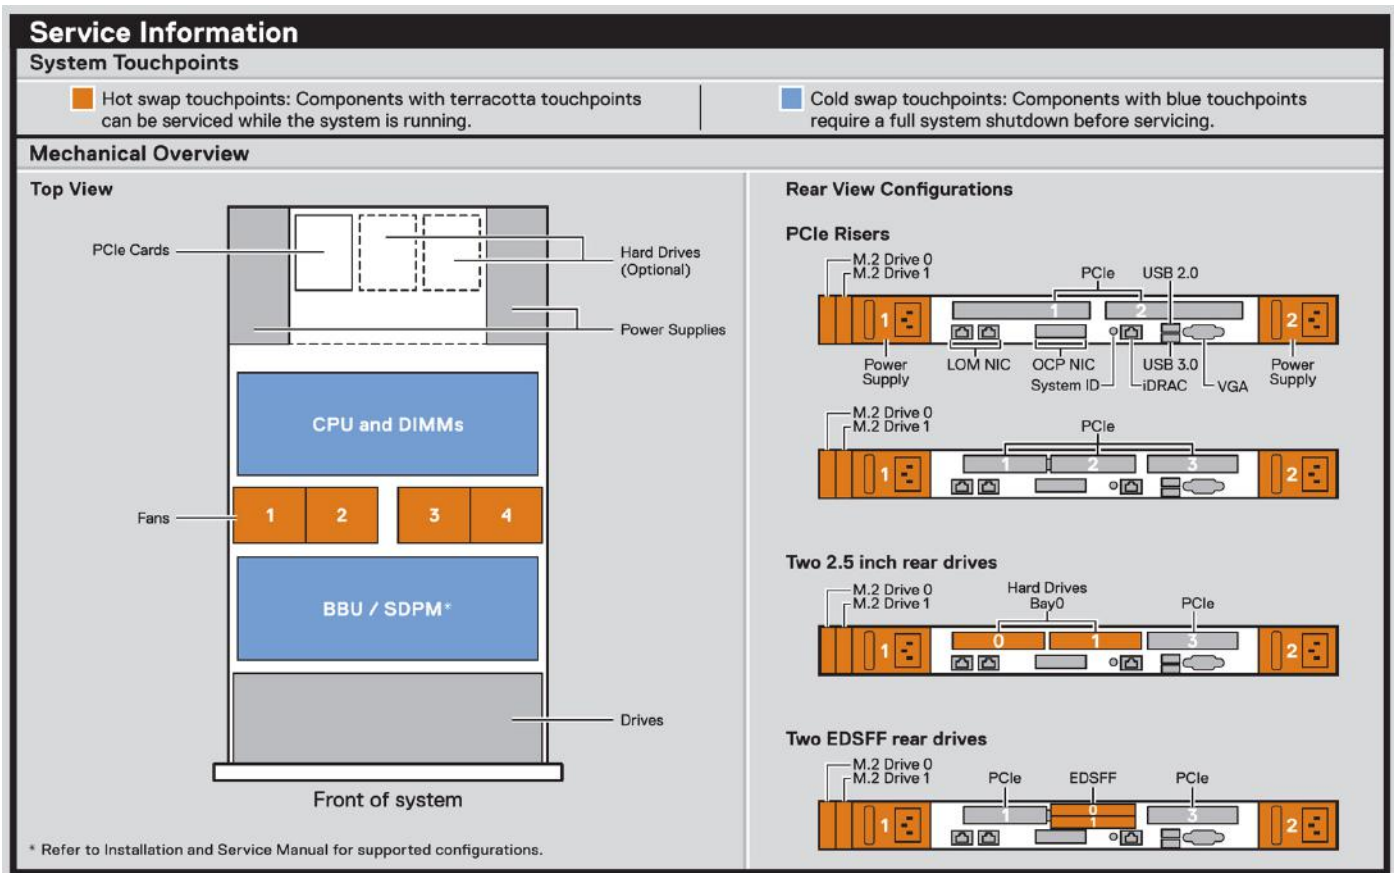 Service Information
System Touchpoints
Hot swap touchpoints: Components with terracotta touchpoints
can be serviced while the system is running.
Cold swap touchpoints: Components with blue touchpoints
require a full system shutdown before servicing.
Mechanical Overview
Top View
PCIe Cards
Hard Drives
(Optional)
Power Supplies
CPU and DIMMs
Fans
1 2 3 4
BBU / SDPM*
Drives
Front of system
* Refer to Installation and Service Manual for supported configurations.
Rear View Configurations
PCIe Risers
M.2 Drive 0
M.2 Drive 1
PCIe USB 2.0
1 1 2 2
Power
Supply
LOM NIC OCP NIC USB 3.0
System ID iDRAC VGA
Power
Supply
M.2 Drive 0
M.2 Drive 1
PCIe
1 1 2 3 2
Two 2.5 inch rear drives
M.2 Drive 0
M.2 Drive 1
Hard Drives
Bay0
PCIe
1 0 1 3 2
Two EDSFF rear drives
M.2 Drive 0
M.2 Drive 1
PCIe EDSFF PCIe
1 1 0 1 3 2